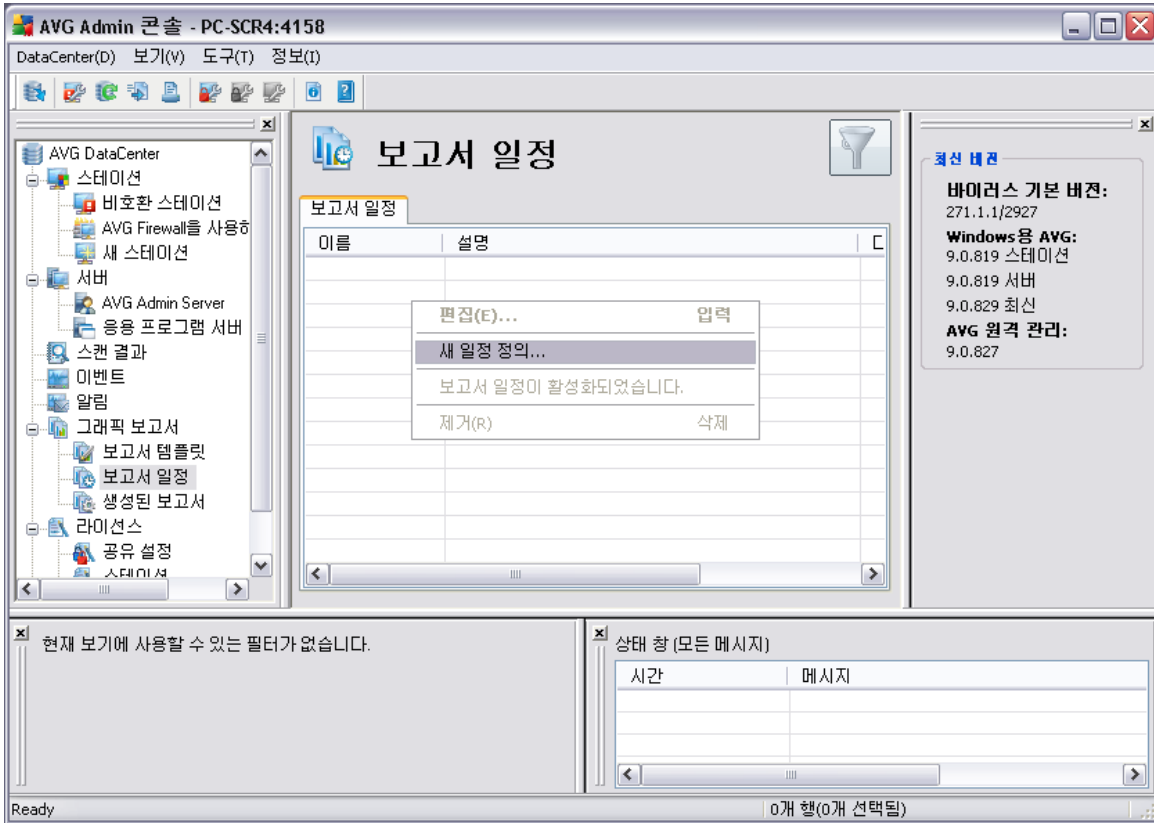 AVG Admin 콘솔 - PC-SCR4:4158
DataCenter(D) 보기(V) 도구(T) 정보(I)
AVG DataCenter
스테이션
비호환 스테이션
AVG Firewall을 사용하
새 스테이션
서버
AVG Admin Server
응용 프로그램 서버
스캔 결과
이벤트
알림
그래픽 보고서
보고서 템플릿
보고서 일정
생성된 보고서
라이선스
공유 설정
스테이션
보고서 일정
보고서 일정
이름 설명
편집(E)... 입력
새 일정 정의...
보고서 일정이 활성화되었습니다.
제거(R) 삭제
최신 버전
바이러스 기본 버전:
271.1.1/2927
Windows용 AVG:
9.0.819 스테이션
9.0.819 서버
9.0.829 최신
AVG 원격 관리:
9.0.827
현재 보기에 사용할 수 있는 필터가 없습니다.
상태 창 (모든 메시지)
시간 메시지
Ready 0개 행(0개 선택됨)